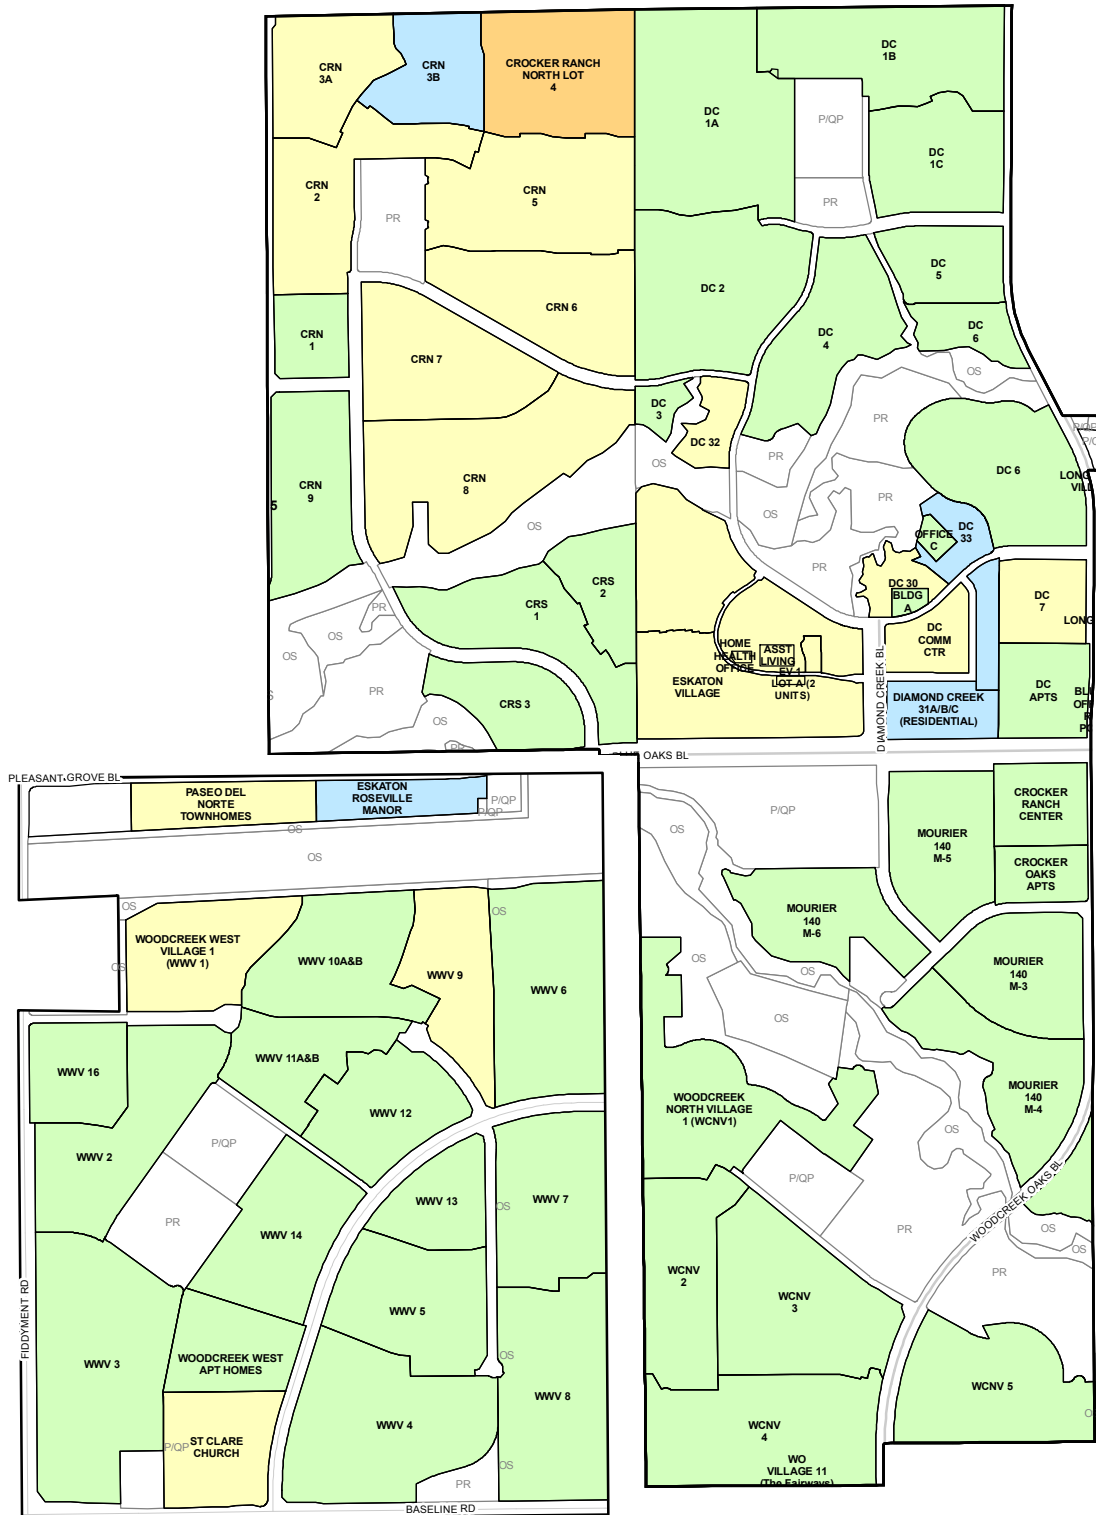 CRN
3A
CRN
3B
CROCKER RANCH
NORTH LOT
4
DC
1B
DC
1A
P/QP
DC
1C
CRN
2
CRN
5
PR
PR
DC
5
DC 2
CRN 6
CRN
1
DC
4
DC
6
CRN 7
OS
DC
3
PR
DC 32
PR
OS
DC 6
LONG
VILL
CRN
9
CRN
8
5
PR
OS
OS
OFFICE
C
DC
33
PR
DC 30
BLDG
A
DC
7
LONG
CRS
2
CRS
1
PR
OS
OS
DC
COMM
CTR
HOME
HEALTH
OFFICE
ASST
LIVING
EV 1
LOT A (2
UNITS)
ESKATON
VILLAGE
DIAMOND CREEK BL
DC
APTS
PR
CRS 3
OS
PR
DIAMOND CREEK
31A/B/C
(RESIDENTIAL)
OAKS BL
PLEASANT GROVE BL
PASEO DEL
NORTE
TOWNHOMES
ESKATON
ROSEVILLE
MANOR
P/QP
P/QP
OS
OS
P/QP
OS
MOURIER
140
M-5
CROCKER
RANCH
CENTER
CROCKER
OAKS
APTS
OS
WOODCREEK WEST
VILLAGE 1
(WWV 1)
OS
WWV 10A&B
WWV 9
OS
WWV 6
MOURIER
140
M-6
OS
OS
OS
MOURIER
140
M-3
WWV 16
WWV 11A&B
WWV 12
WOODCREEK
NORTH VILLAGE
1 (WCNV1)
MOURIER
140
M-4
OS
WWV 2
P/QP
PR
WWV 13
OS
WWV 7
WWV 14
P/QP
PR
WOODCREEK OAKS BL
OS
OS
PR
FIDDYMENT RD
WWV 5
WCNV
2
WCNV
3
WWV 3
WOODCREEK WEST
APT HOMES
OS
WWV 8
WCNV 5
WWV 4
ST CLARE
CHURCH
P/QP
WCNV
4
OS
PR
WO
VILLAGE 11
(The Fairways)
BASELINE RD